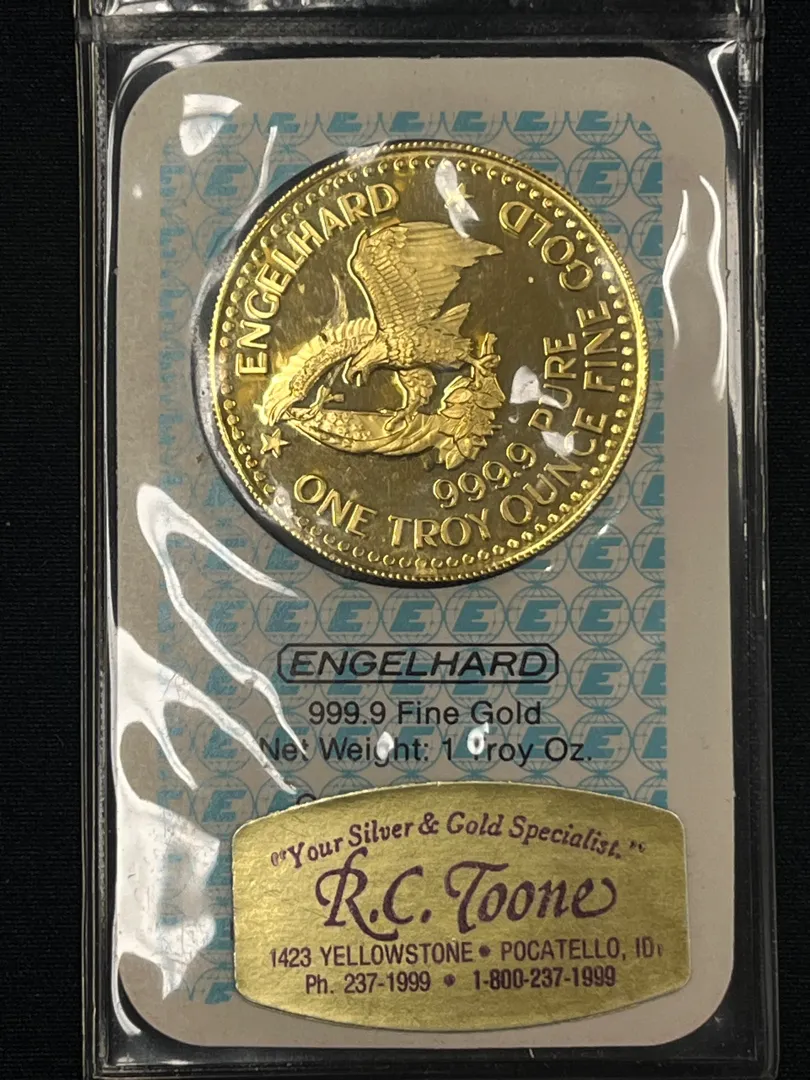 ENGELHARD
GOLD
999.9 PURE
ONE TROY OUNCE FINE
ENGELHARD
999.9 Fine Gold
Net Weight: 1 Troy Oz.
"Your Silver & Gold Specialist."
R.C. Toone
1423 YELLOWSTONE • POCATELLO, ID
Ph. 237-1999 • 1-800-237-1999